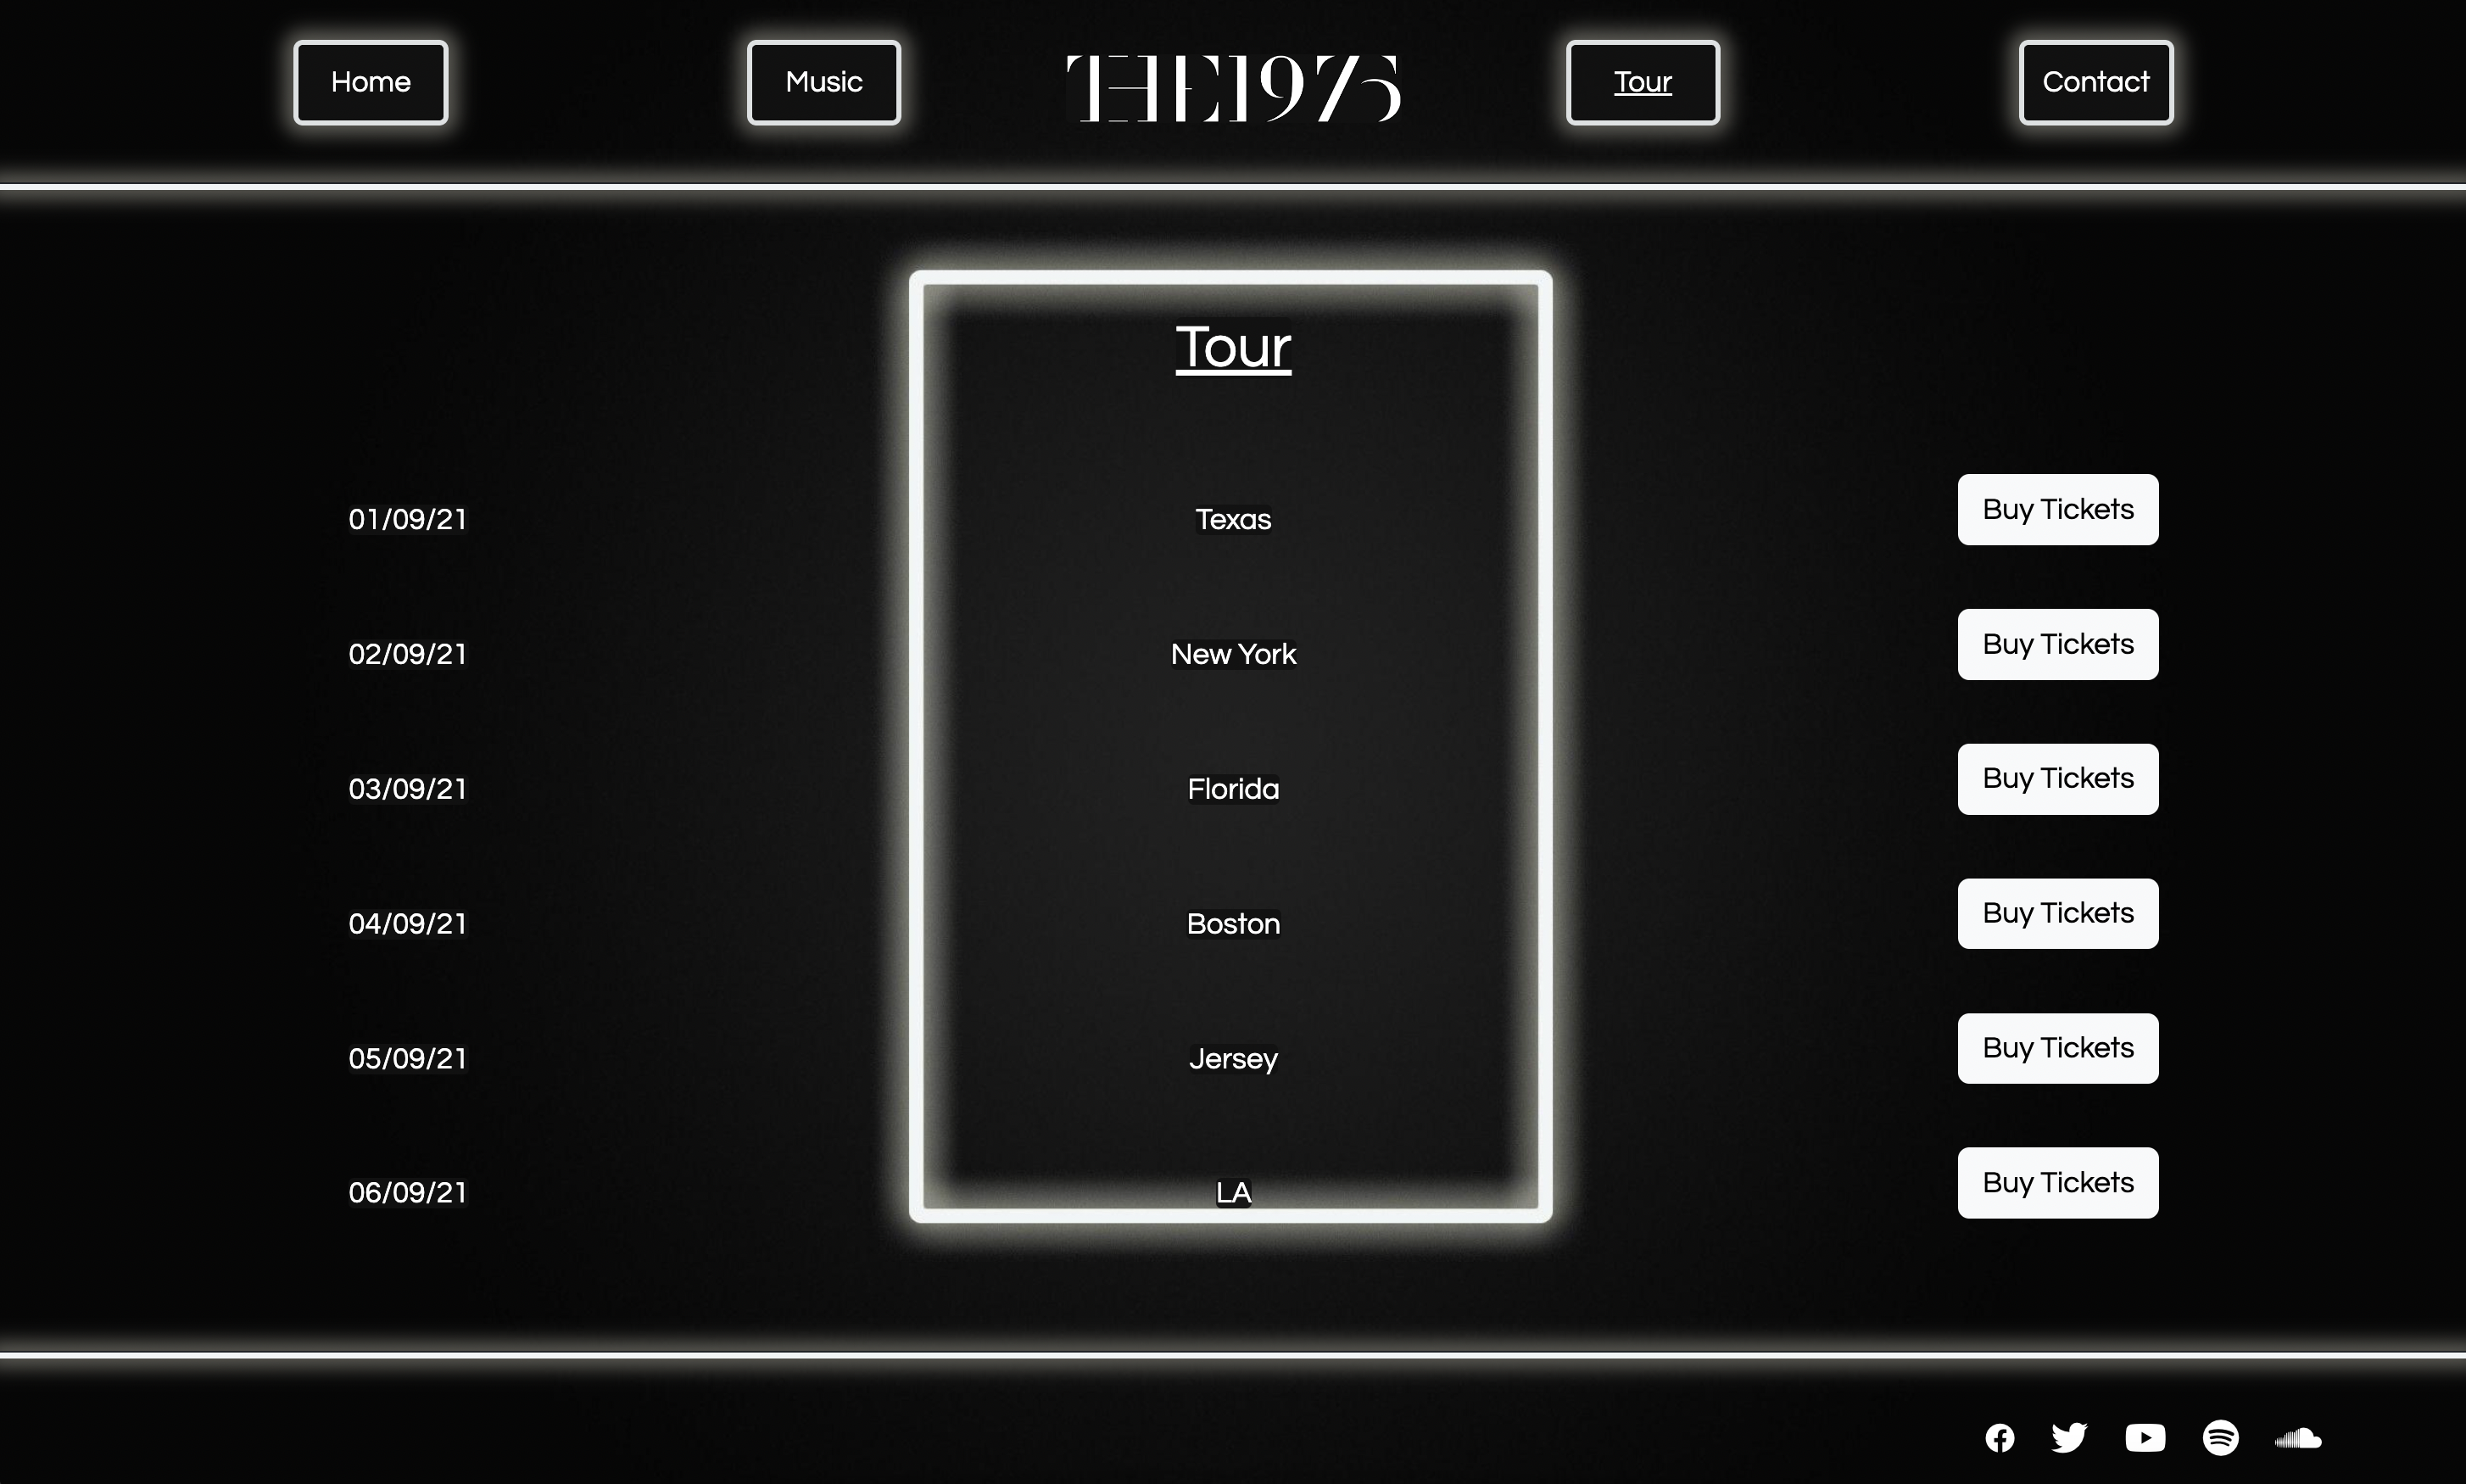 Home Music THE1975 Tour Contact
Tour
01/09/21 Texas Buy Tickets
02/09/21 New York Buy Tickets
03/09/21 Florida Buy Tickets
04/09/21 Boston Buy Tickets
05/09/21 Jersey Buy Tickets
06/09/21 LA Buy Tickets